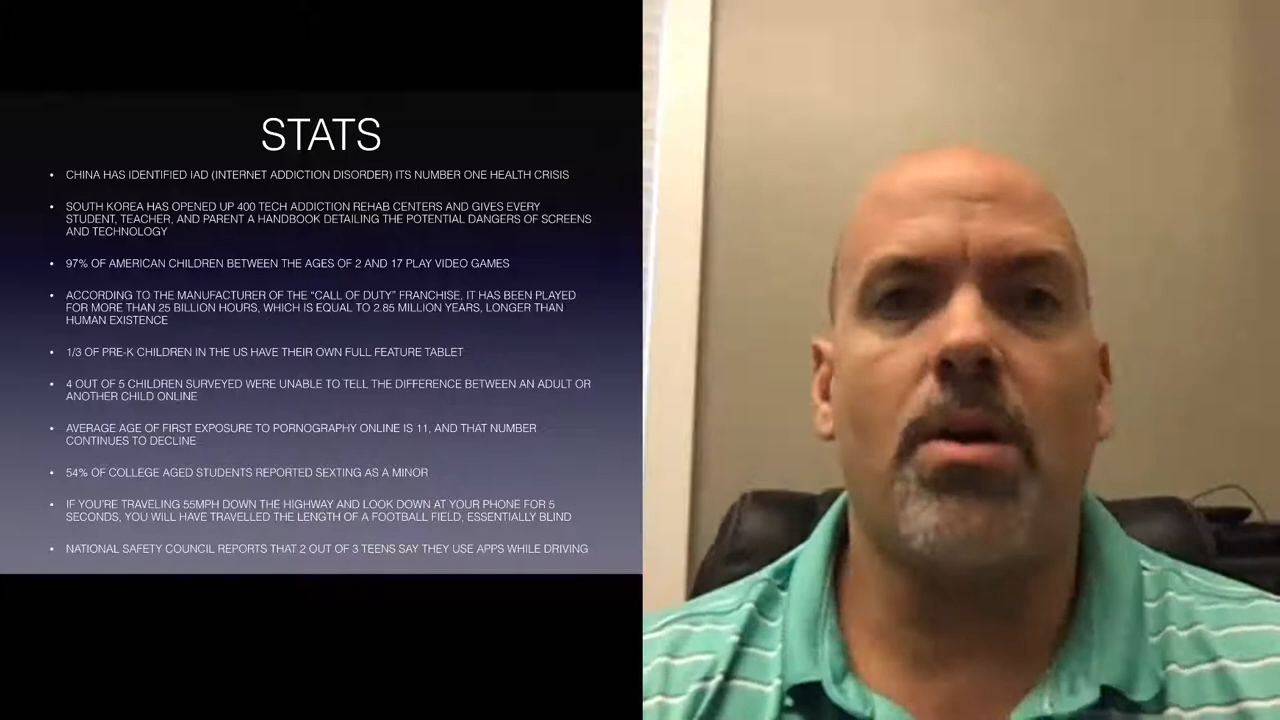 STATS
• CHINA HAS IDENTIFIED IAD (INTERNET ADDICTION DISORDER) ITS NUMBER ONE HEALTH CRISIS
• SOUTH KOREA HAS OPENED UP 400 TECH ADDICTION REHAB CENTERS AND GIVES EVERY
STUDENT, TEACHER, AND PARENT A HANDBOOK DETAILING THE POTENTIAL DANGERS OF SCREENS
AND TECHNOLOGY
• 97% OF AMERICAN CHILDREN BETWEEN THE AGES OF 2 AND 17 PLAY VIDEO GAMES
• ACCORDING TO THE MANUFACTURER OF THE “CALL OF DUTY” FRANCHISE, IT HAS BEEN PLAYED
FOR MORE THAN 25 BILLION HOURS, WHICH IS EQUAL TO 2.85 MILLION YEARS, LONGER THAN
HUMAN EXISTENCE
• 1/3 OF PRE-K CHILDREN IN THE US HAVE THEIR OWN FULL FEATURE TABLET
• 4 OUT OF 5 CHILDREN SURVEYED WERE UNABLE TO TELL THE DIFFERENCE BETWEEN AN ADULT OR
ANOTHER CHILD ONLINE
• AVERAGE AGE OF FIRST EXPOSURE TO PORNOGRAPHY ONLINE IS 11, AND THAT NUMBER
CONTINUES TO DECLINE
• 54% OF COLLEGE AGED STUDENTS REPORTED SEXTING AS A MINOR
• IF YOU'RE TRAVELING 55MPH DOWN THE HIGHWAY AND LOOK DOWN AT YOUR PHONE FOR 5
SECONDS, YOU WILL HAVE TRAVELLED THE LENGTH OF A FOOTBALL FIELD, ESSENTIALLY BLIND
• NATIONAL SAFETY COUNCIL REPORTS THAT 2 OUT OF 3 TEENS SAY THEY USE APPS WHILE DRIVING